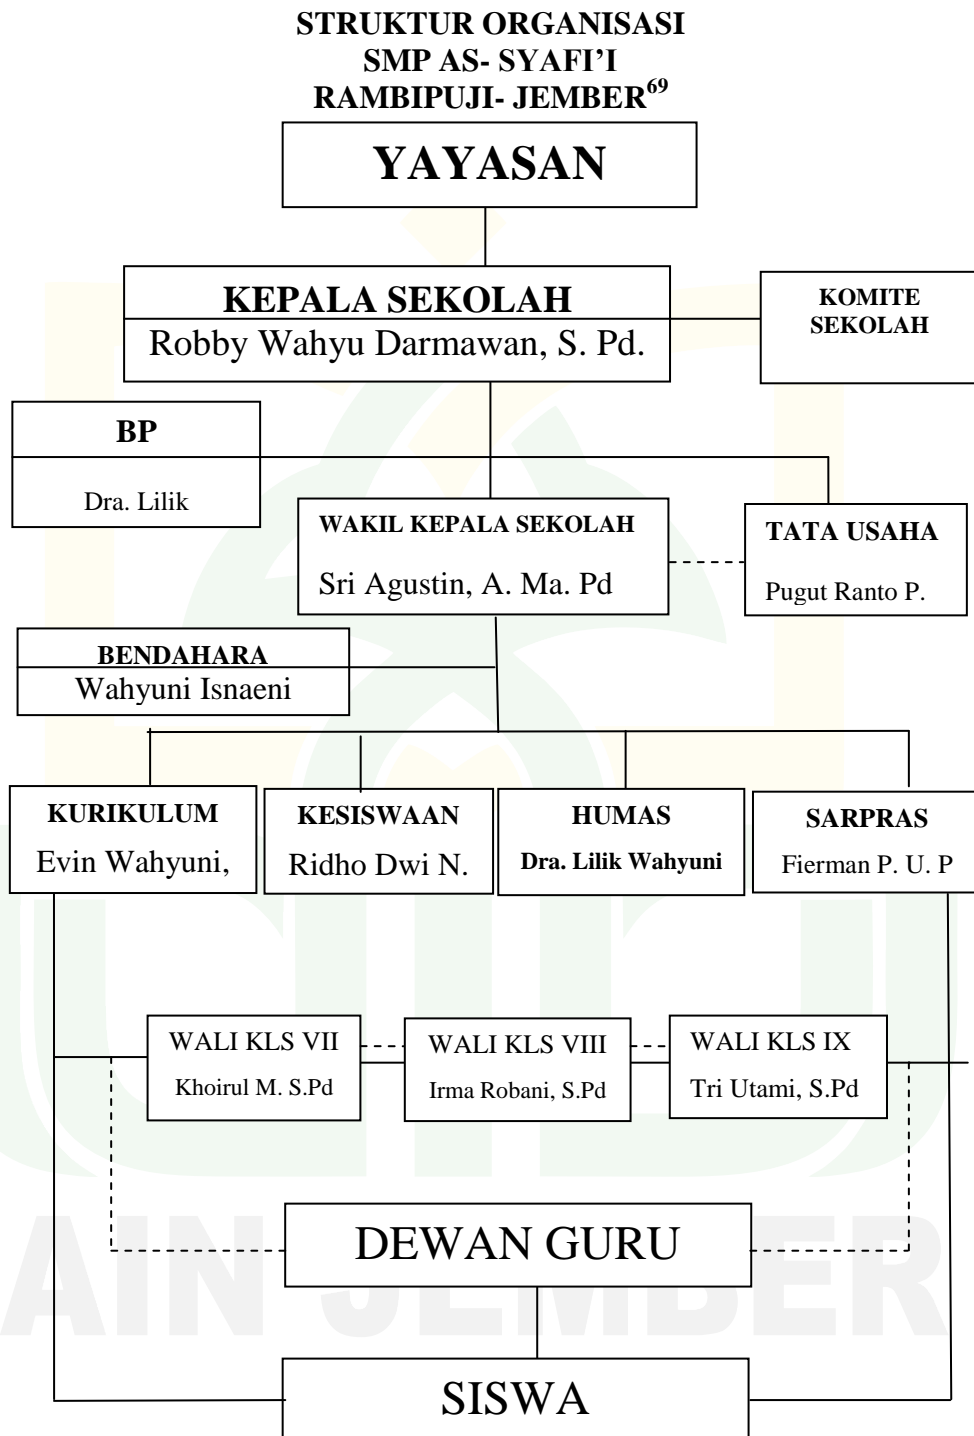 STRUKTUR ORGANISASI
SMP AS- SYAFI’I
RAMBIPUJI- JEMBER69
YAYASAN
KEPALA SEKOLAH
Robby Wahyu Darmawan, S. Pd.
KOMITE
SEKOLAH
BP
Dra. Lilik
WAKIL KEPALA SEKOLAH
Sri Agustin, A. Ma. Pd
TATA USAHA
Pugut Ranto P.
BENDAHARA
Wahyuni Isnaeni
KURIKULUM
Evin Wahyuni,
KESISWAAN
Ridho Dwi N.
HUMAS
Dra. Lilik Wahyuni
SARPRAS
Fierman P. U. P
WALI KLS VII
Khoirul M. S.Pd
WALI KLS VIII
Irma Robani, S.Pd
WALI KLS IX
Tri Utami, S.Pd
DEWAN GURU
AIN JEMBER
SISWA